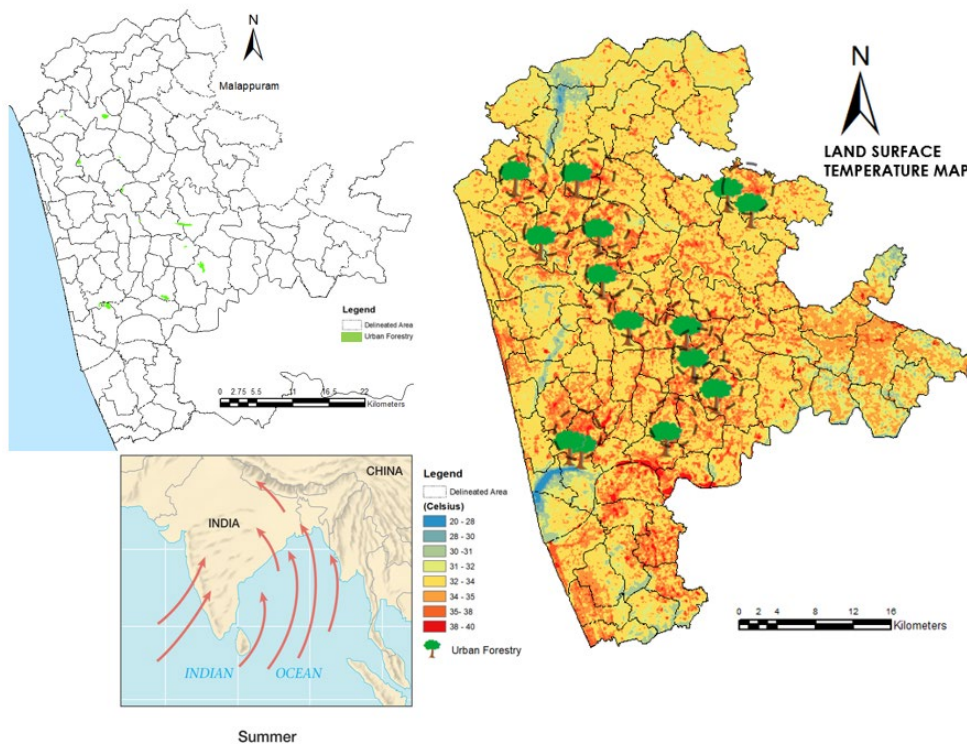 N
Malappuram
Legend
Delineated Area
Urban Forestry
0 2.75 5.5 11 16.5 22
Kilometers
N
LAND SURFACE
TEMPERATURE MAP
CHINA
INDIA
INDIAN OCEAN
Summer
Legend
Delineated Area
(Celsius)
20 - 28
28 - 30
30 -31
31 - 32
32 - 34
34 - 35
35- 38
38 - 40
Urban Forestry
0 2 4 8 12 16
Kilometers